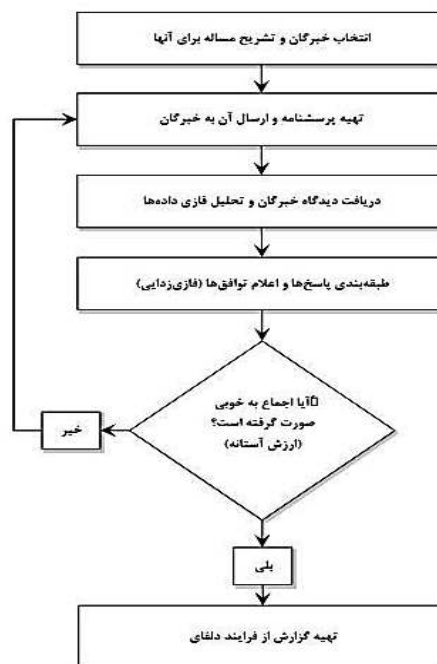 انتخاب خبرگان و تشریح مساله برای آنها
تهیه پرسشنامه و ارسال آن به خبرگان
دریافت دیدگاه خبرگان و تحلیل فازی داده‌ها
طبقه‌بندی پاسخ‌ها و اعلام توافق‌ها (فازی‌زدایی)
آیا اجماع به خوبی
صورت گرفته است؟
(ارزش آستانه)
خیر
بلی
تهیه گزارش از فرایند دلفای